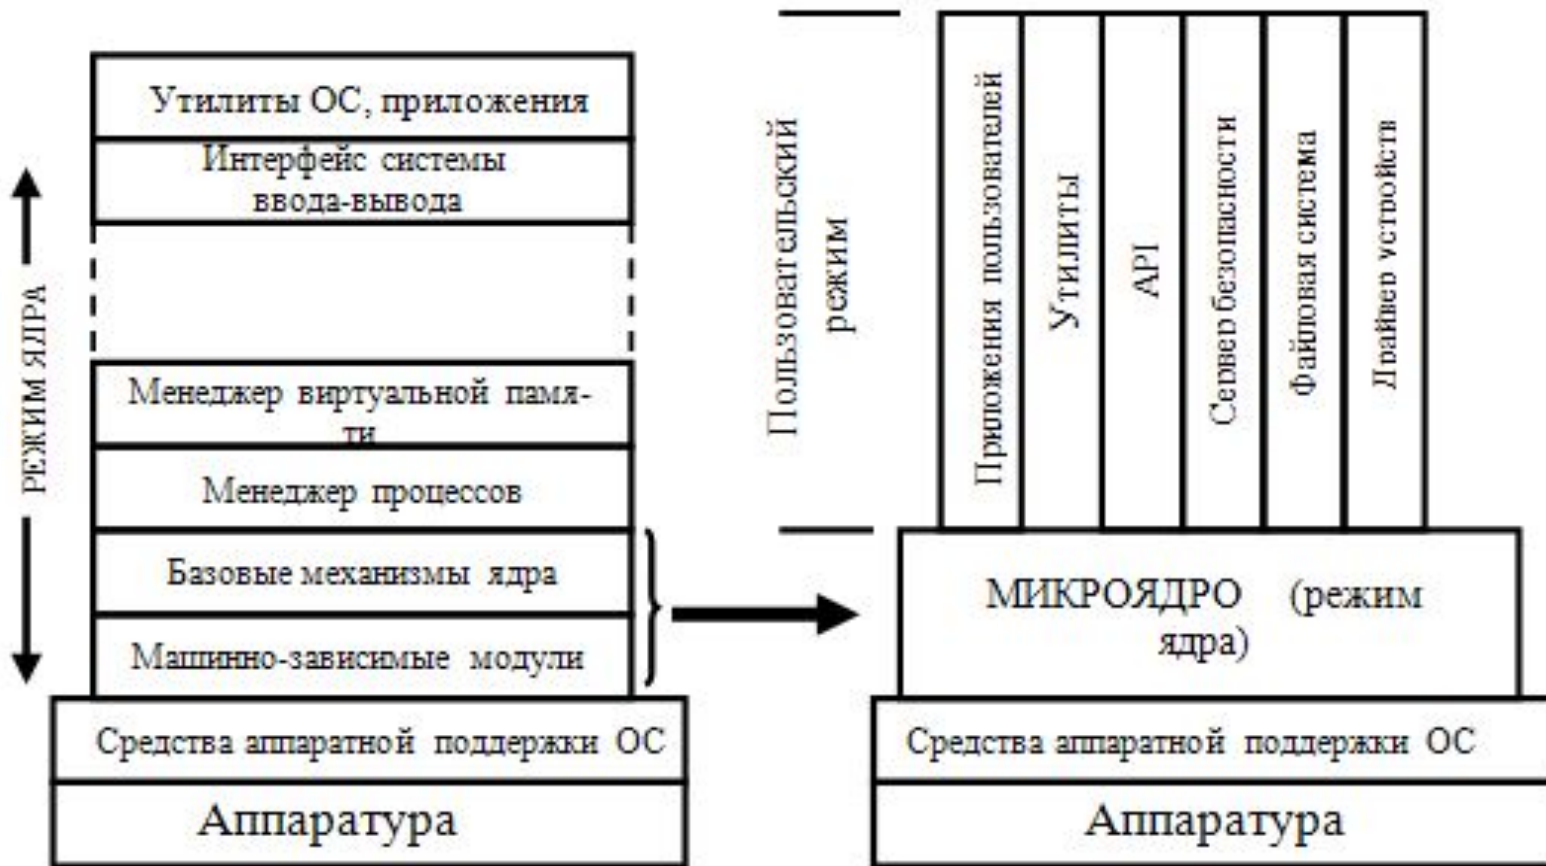 Утилиты ОС, приложения
Интерфейс системы
ввода-вывода
РЕЖИМ ЯДРА
Менеджер виртуальной памя-
ти
Менеджер процессов
Базовые механизмы ядра
Машинно-зависимые модули
Средства аппаратной поддержки ОС
Аппаратура
Пользовательский
режим
Приложения пользователей
Утилиты
API
Сервер безопасности
Файловая система
Драйвер устройств
МИКРОЯДРО (режим
ядра)
Средства аппаратной поддержки ОС
Аппаратура